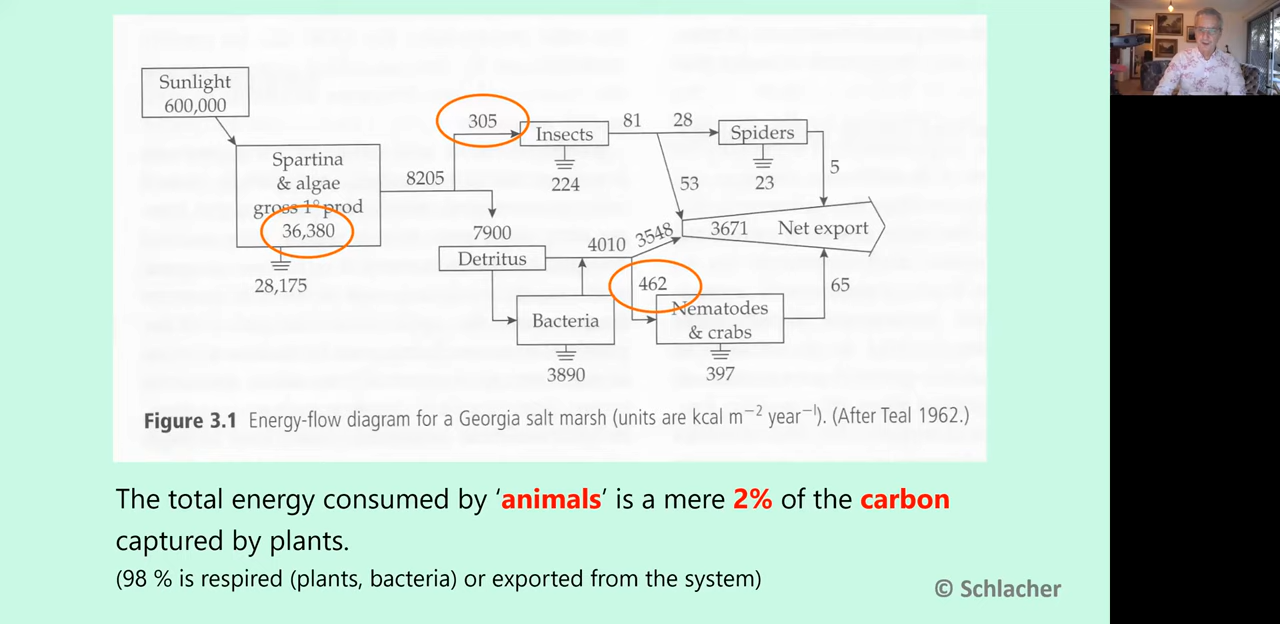 Sunlight
600,000
Spartina
& algae
gross 1° prod
36,380
28,175
8205
305
Insects
224
81
28
Spiders
23
5
53
7900
Detritus
4010
3548
3671 Net export
Bacteria
3890
462
Nematodes
& crabs
397
65
Figure 3.1 Energy-flow diagram for a Georgia salt marsh (units are kcal m⁻² year⁻¹). (After Teal 1962.)
The total energy consumed by ‘animals’ is a mere 2% of the carbon
captured by plants.
(98 % is respired (plants, bacteria) or exported from the system)
© Schlacher